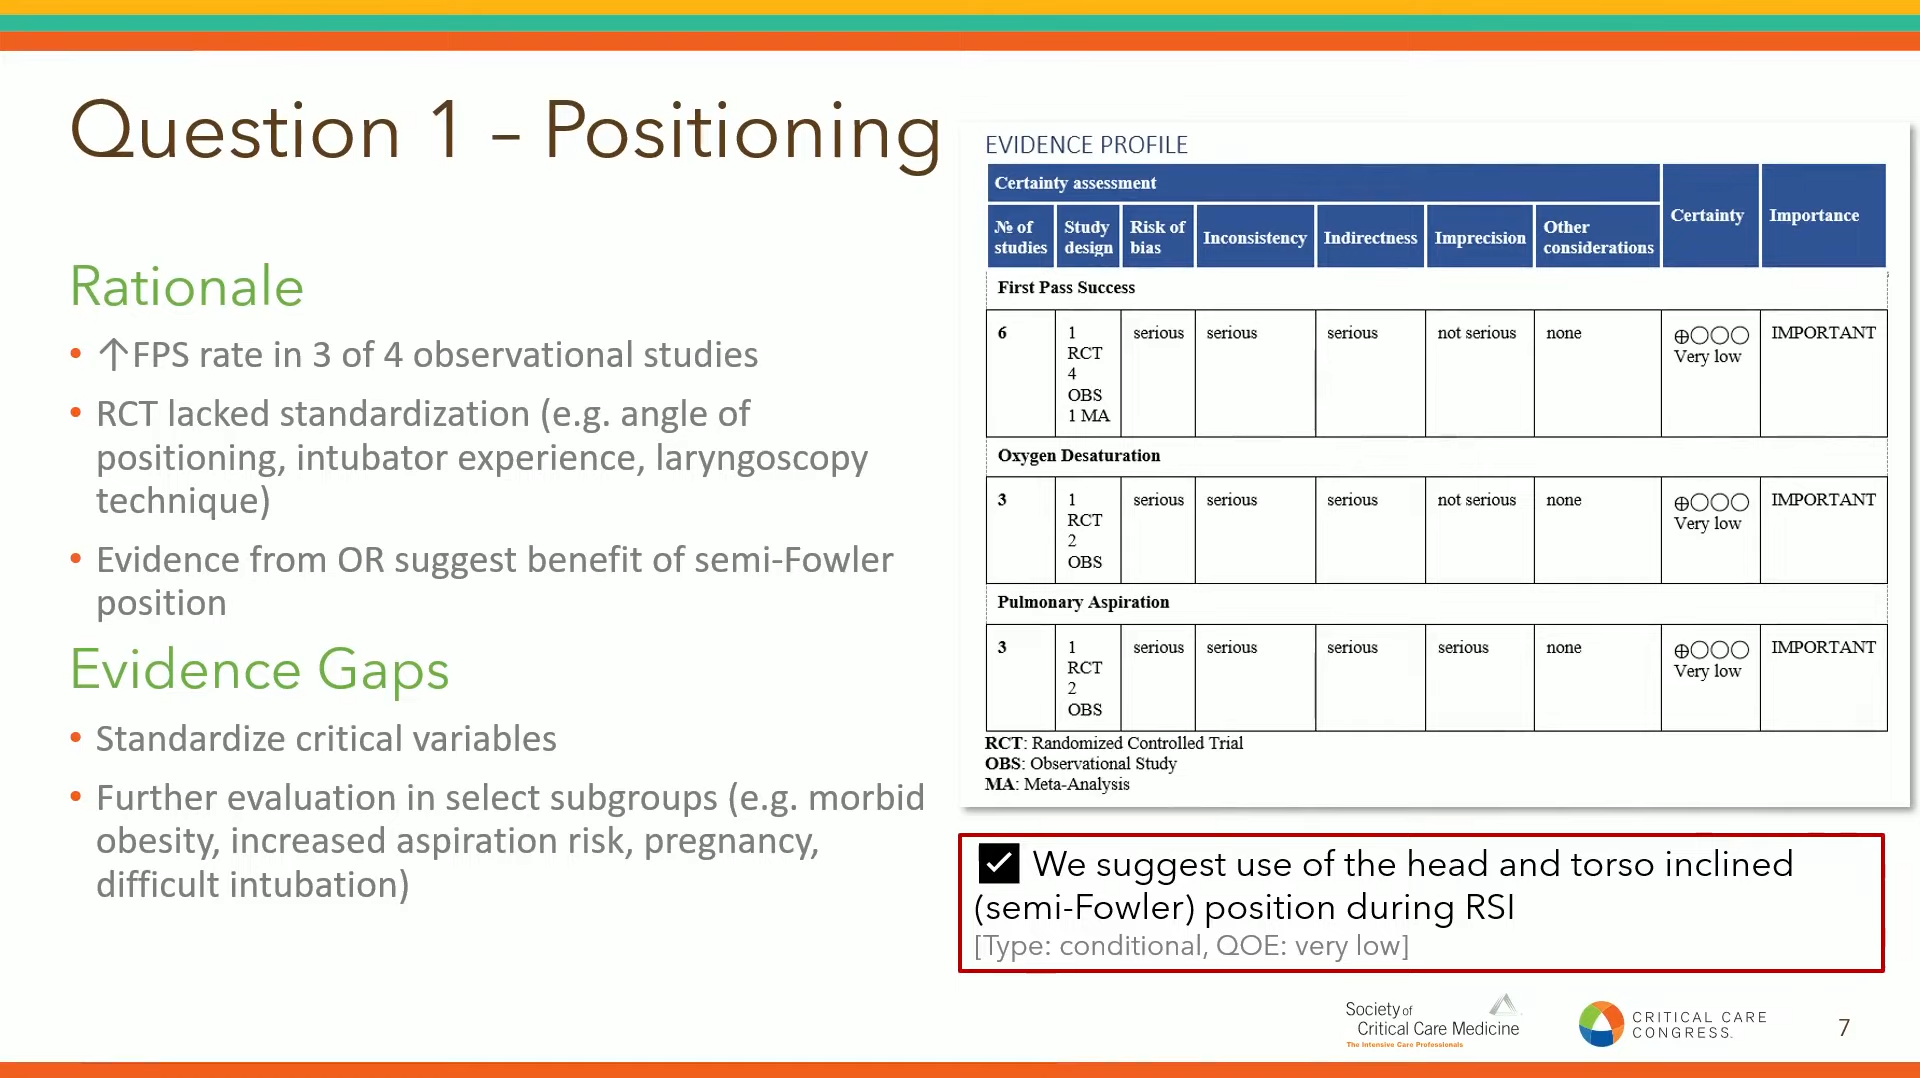 Question 1 – Positioning
Rationale
• ↑FPS rate in 3 of 4 observational studies
• RCT lacked standardization (e.g. angle of
positioning, intubator experience, laryngoscopy
technique)
• Evidence from OR suggest benefit of semi-Fowler
position
Evidence Gaps
• Standardize critical variables
• Further evaluation in select subgroups (e.g. morbid
obesity, increased aspiration risk, pregnancy,
difficult intubation)
EVIDENCE PROFILE
Certainty assessment
Certainty
Importance
№ of
studies
Study
design
Risk of
bias
Inconsistency
Indirectness
Imprecision
Other
considerations
First Pass Success
6
1
RCT
4
OBS
1 MA
serious
serious
serious
not serious
none
⊕◯◯◯
Very low
IMPORTANT
Oxygen Desaturation
3
1
RCT
2
OBS
serious
serious
serious
not serious
none
⊕◯◯◯
Very low
IMPORTANT
Pulmonary Aspiration
3
1
RCT
2
OBS
serious
serious
serious
serious
none
⊕◯◯◯
Very low
IMPORTANT
RCT: Randomized Controlled Trial
OBS: Observational Study
MA: Meta-Analysis
We suggest use of the head and torso inclined
(semi-Fowler) position during RSI
[Type: conditional, QOE: very low]
Society of
Critical Care Medicine
The Intensive Care Professionals
CRITICAL CARE
CONGRESS.
7